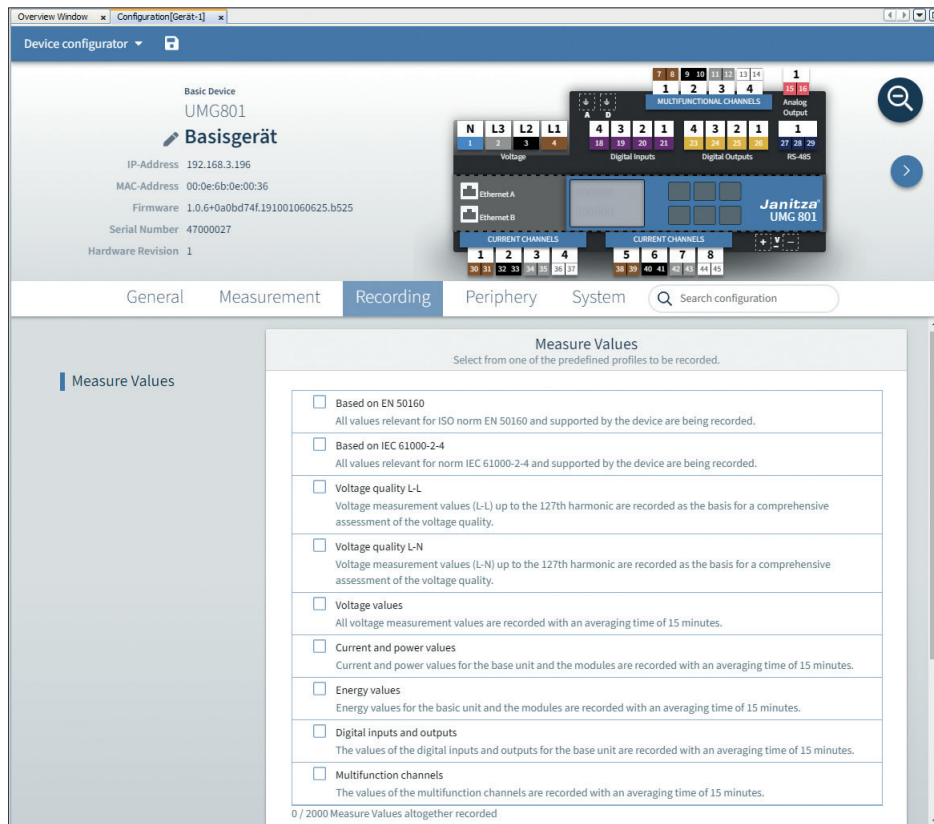 Overview Window x Configuration[Gerät-1] x
Device configurator
Basic Device
UMG801
Basisgerät
IP-Address 192.168.3.196
MAC-Address 00:0e:6b:0e:00:36
Firmware 1.0.6+0a0bd74f.191001060625.b525
Serial Number 47000027
Hardware Revision 1
7 8 9 10 11 12 13 14
1 2 3 4
MULTIFUNCTIONAL CHANNELS
1
15 16
Analog
Output
A D
N L3 L2 L1
1 2 3 4
Voltage
4 3 2 1
18 19 20 21
Digital Inputs
4 3 2 1
23 24 25 26
Digital Outputs
1
27 28 29
RS-485
Ethernet A
Ethernet B
Janitza®
UMG 801
CURRENT CHANNELS
1 2 3 4
30 31 32 33 34 35 36 37
CURRENT CHANNELS
5 6 7 8
38 39 40 41 42 43 44 45
+ V −
General Measurement Recording Periphery System Search configuration
Measure Values
Measure Values
Select from one of the predefined profiles to be recorded.
Based on EN 50160
All values relevant for ISO norm EN 50160 and supported by the device are being recorded.
Based on IEC 61000-2-4
All values relevant for norm IEC 61000-2-4 and supported by the device are being recorded.
Voltage quality L-L
Voltage measurement values (L-L) up to the 127th harmonic are recorded as the basis for a comprehensive
assessment of the voltage quality.
Voltage quality L-N
Voltage measurement values (L-N) up to the 127th harmonic are recorded as the basis for a comprehensive
assessment of the voltage quality.
Voltage values
All voltage measurement values are recorded with an averaging time of 15 minutes.
Current and power values
Current and power values for the base unit and the modules are recorded with an averaging time of 15 minutes.
Energy values
Energy values for the basic unit and the modules are recorded with an averaging time of 15 minutes.
Digital inputs and outputs
The values of the digital inputs and outputs for the base unit are recorded with an averaging time of 15 minutes.
Multifunction channels
The values of the multifunction channels are recorded with an averaging time of 15 minutes.
0 / 2000 Measure Values altogether recorded